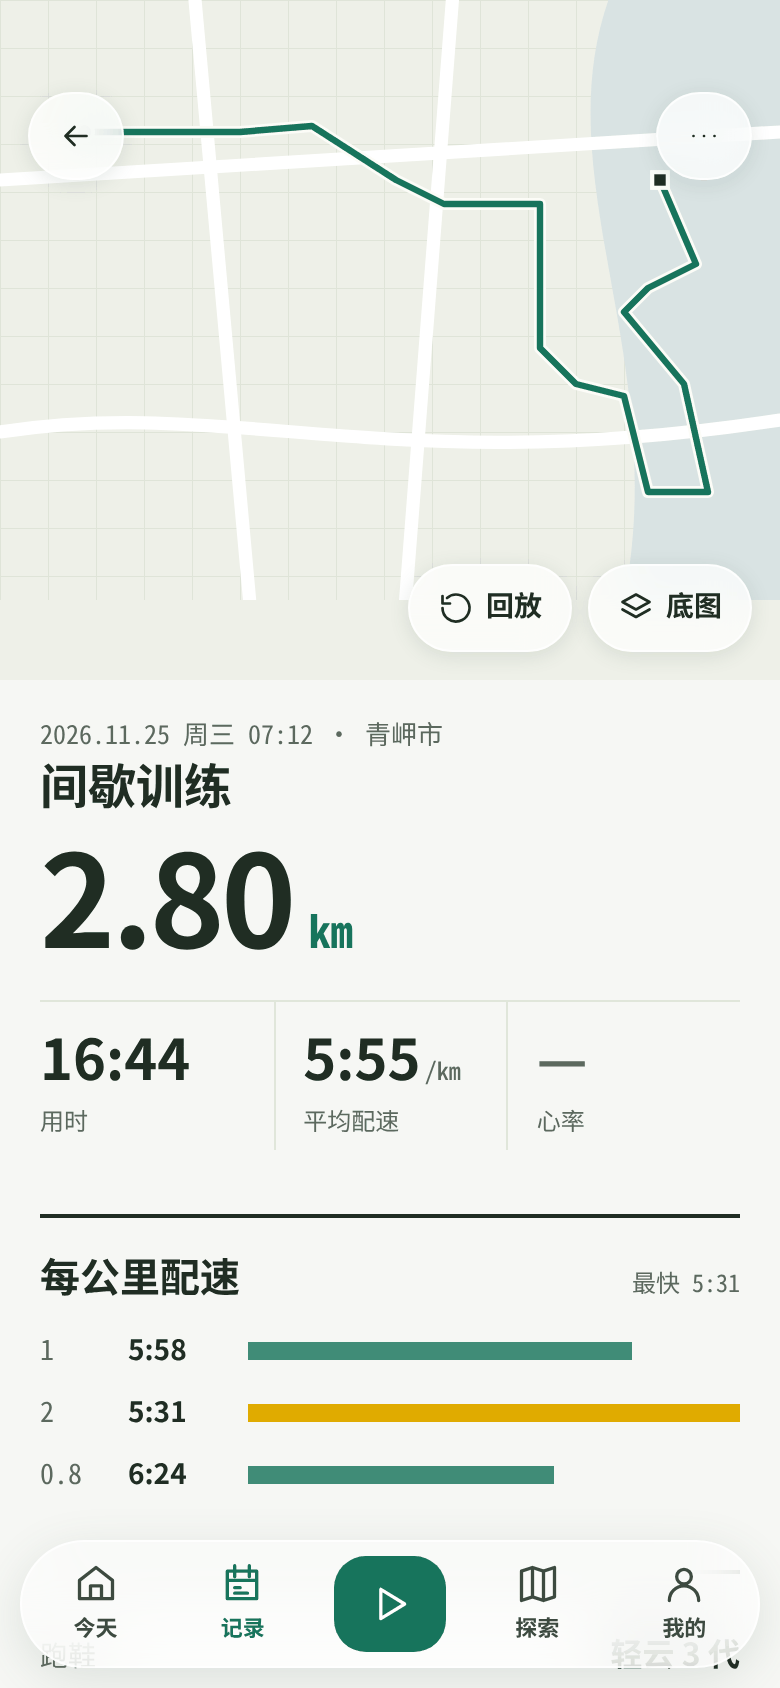 回放 底图
2026.11.25 周三 07:12 • 青岬市
间歇训练
2.80 km
16:44 5:55 /km —
用时 平均配速 心率
每公里配速 最快 5:31
1 5:58
2 5:31
0.8 6:24
今天 记录 探索 我的
跑鞋 轻云 3 代